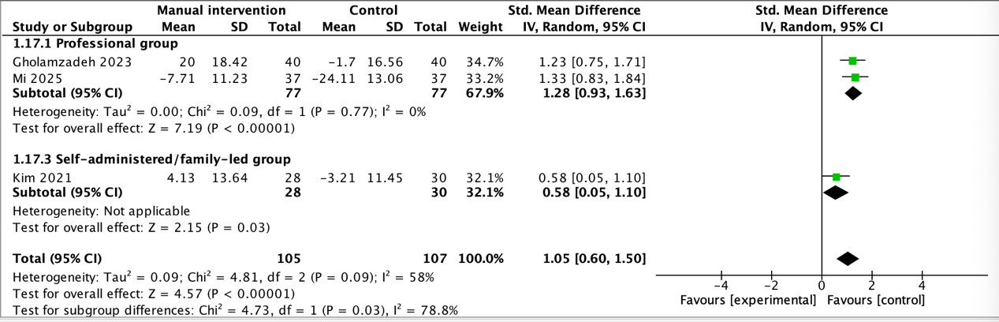 Manual intervention Control Std. Mean Difference Std. Mean Difference
Study or Subgroup Mean SD Total Mean SD Total Weight IV, Random, 95% CI IV, Random, 95% CI
1.17.1 Professional group
Gholamzadeh 2023 20 18.42 40 -1.7 16.56 40 34.7% 1.23 [0.75, 1.71]
Mi 2025 -7.71 11.23 37 -24.11 13.06 37 33.2% 1.33 [0.83, 1.84]
Subtotal (95% CI) 77 77 67.9% 1.28 [0.93, 1.63]
Heterogeneity: Tau² = 0.00; Chi² = 0.09, df = 1 (P = 0.77); I² = 0%
Test for overall effect: Z = 7.19 (P < 0.00001)
1.17.3 Self-administered/family-led group
Kim 2021 4.13 13.64 28 -3.21 11.45 30 32.1% 0.58 [0.05, 1.10]
Subtotal (95% CI) 28 30 32.1% 0.58 [0.05, 1.10]
Heterogeneity: Not applicable
Test for overall effect: Z = 2.15 (P = 0.03)
Total (95% CI) 105 107 100.0% 1.05 [0.60, 1.50]
Heterogeneity: Tau² = 0.09; Chi² = 4.81, df = 2 (P = 0.09); I² = 58%
Test for overall effect: Z = 4.57 (P < 0.00001)
Test for subgroup differences: Chi² = 4.73, df = 1 (P = 0.03), I² = 78.8%
-4 -2 0 2 4
Favours [experimental] Favours [control]